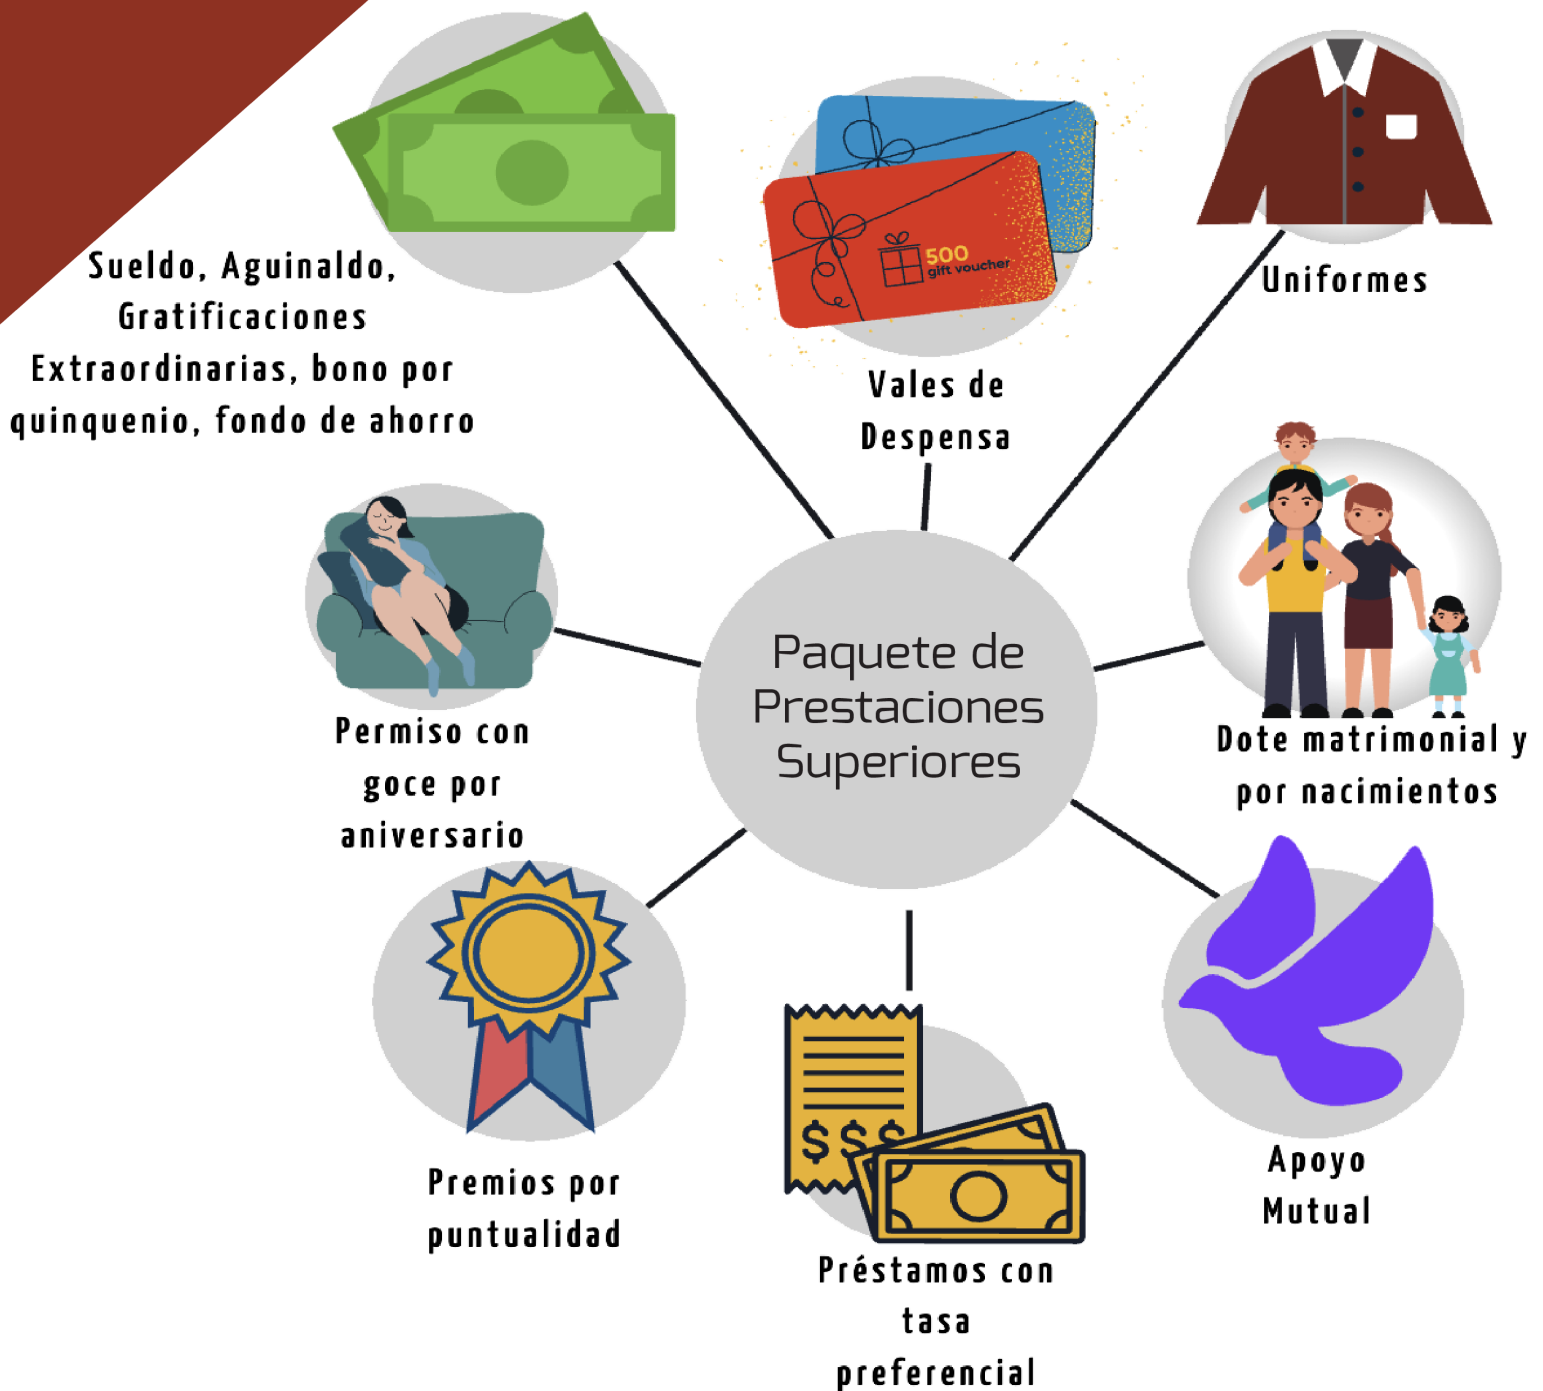 Sueldo, Aguinaldo,
Gratificaciones
Extraordinarias, bono por
quinquenio, fondo de ahorro
500
gift voucher
Vales de
Despensa
Uniformes
Permiso con
goce por
aniversario
Paquete de
Prestaciones
Superiores
Dote matrimonial y
por nacimientos
Premios por
puntualidad
$$$
Préstamos con
tasa
preferencial
Apoyo
Mutual